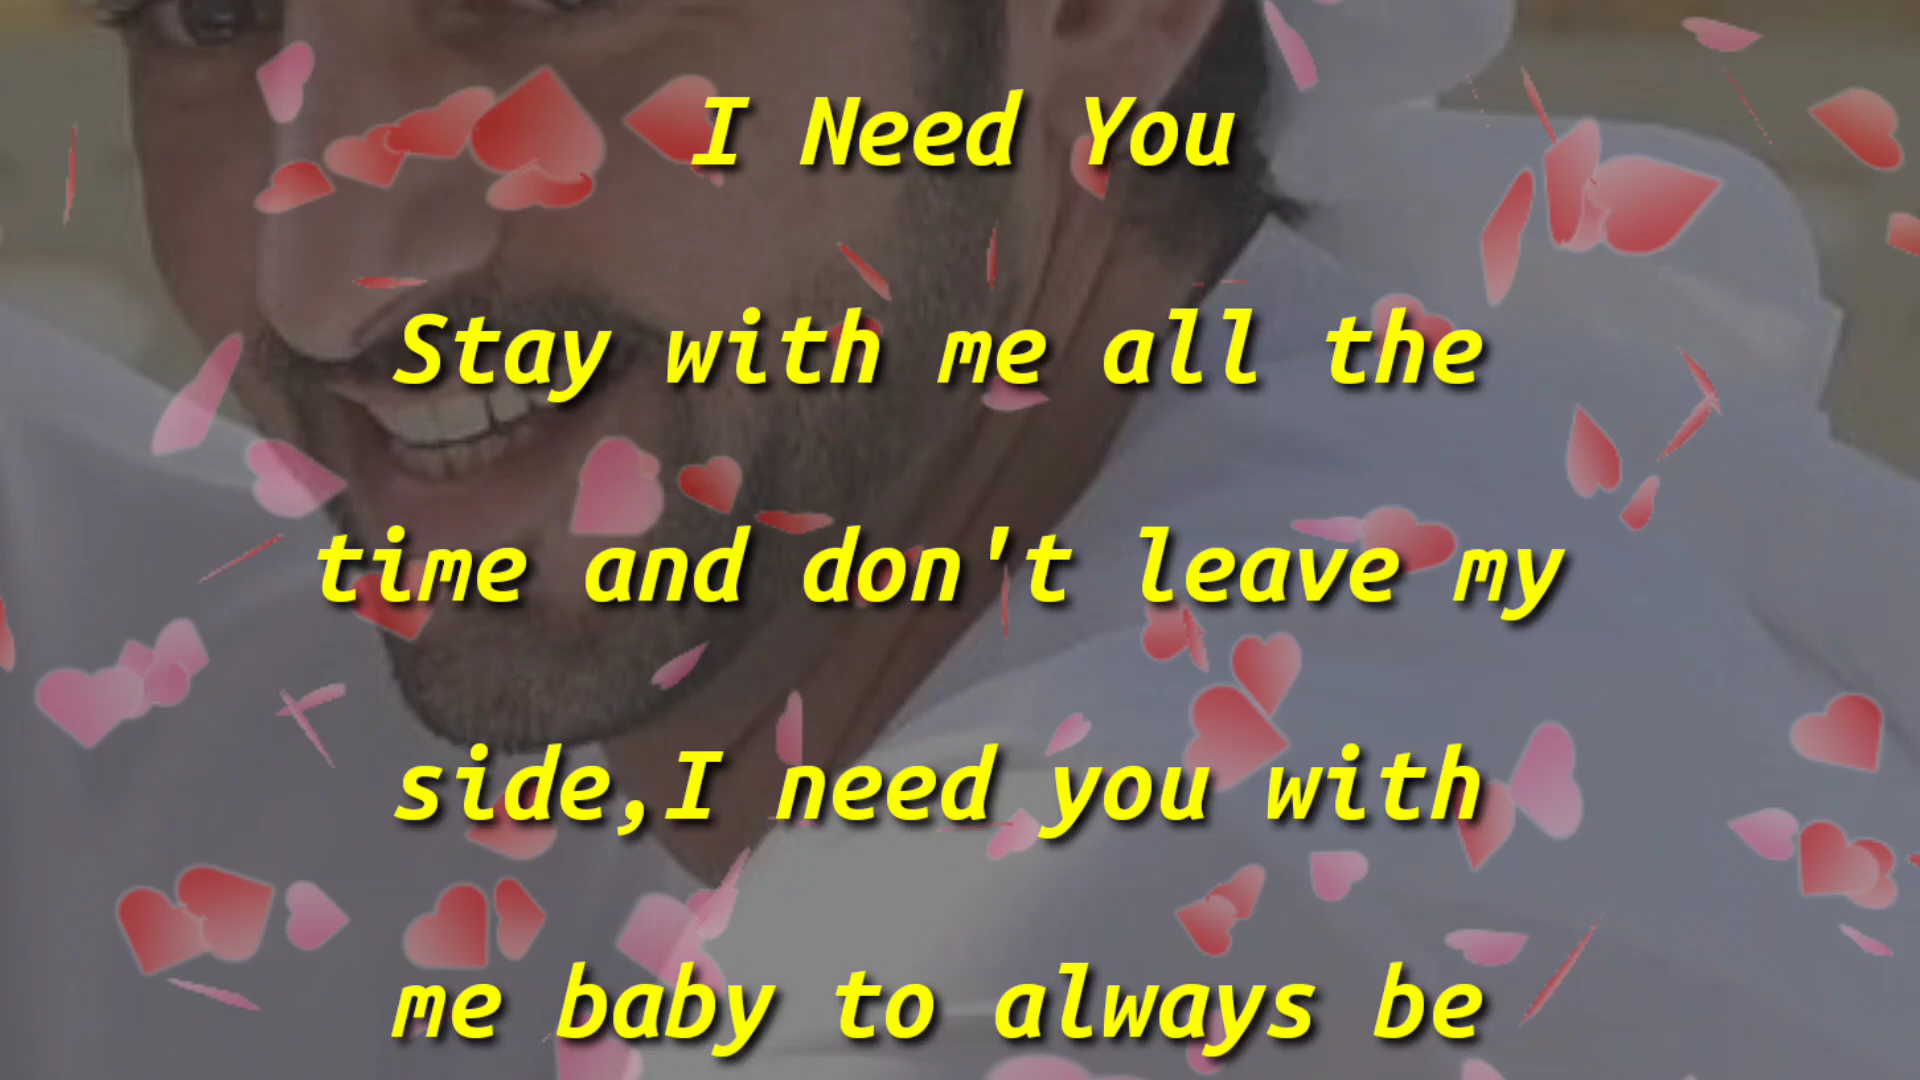 I Need You
Stay with me all the
time and don't leave my
side,I need you with
me baby to always be